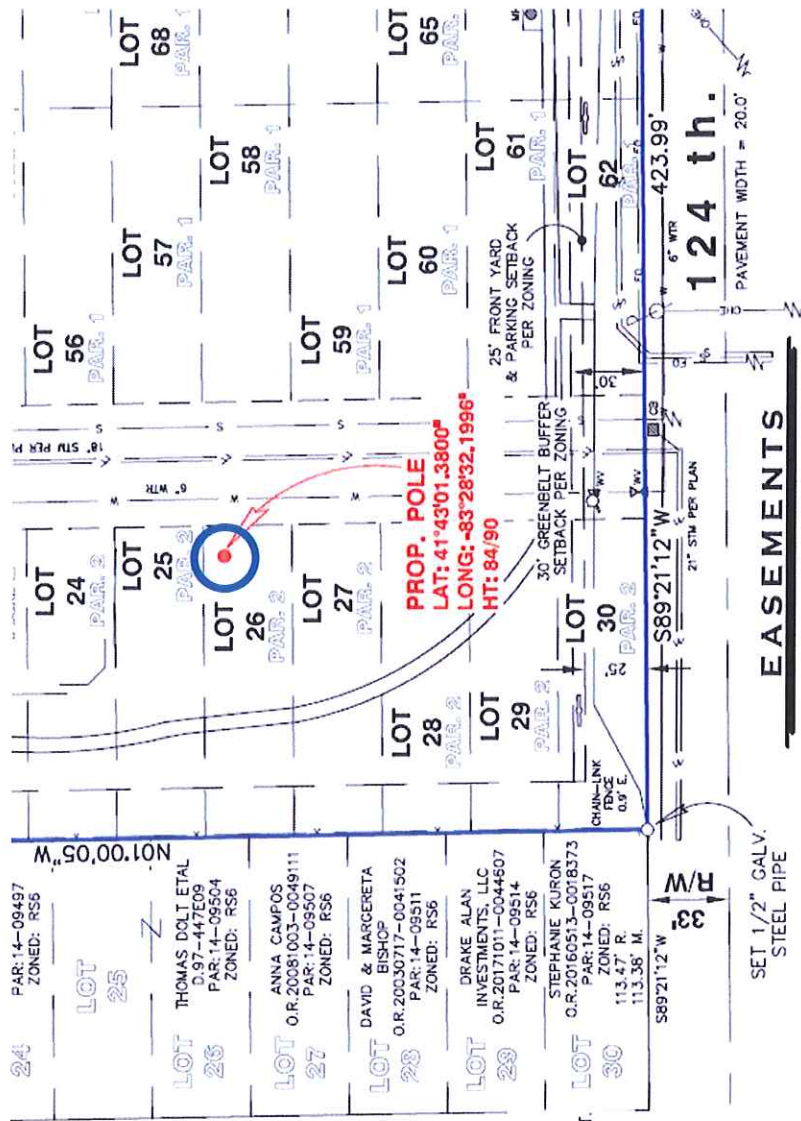 LOT
68
PAR. 1
LOT
65
PAR. 1
LOT
58
PAR. 1
LOT
61
PAR. 1
LOT
57
PAR. 1
LOT
60
PAR. 1
LOT
62
PAR. 1
LOT
56
PAR. 1
LOT
59
PAR. 1
25' FRONT YARD
& PARKING SETBACK
PER ZONING
423.99'
6" WTR
124 th.
PAVEMENT WIDTH = 20.0'
OHE
18" STM PER PL
S
S
S
30'
CB
6" WTR
W
W
W
WV
WV
30' GREENBELT BUFFER
SETBACK PER ZONING
21" STM PER PLAN
LOT
24
PAR. 2
LOT
25
PAR. 2
LOT
26
PAR. 2
LOT
27
PAR. 2
PROP. POLE
LAT: 41°43'01.3800"
LONG: -83°28'32.1996"
HT: 84/90
LOT
30
PAR. 2
S89°21'12"W
25'
EASEMENTS
LOT
28
PAR. 2
LOT
29
PAR. 2
CHAIN-LINK
FENCE
0.9' E.
N01°00'05"W
24
PAR:14-09497
ZONED: RS6
LOT
25
LOT
26
THOMAS DOLT ETAL
D.97-447E09
PAR:14-09504
ZONED: RS6
LOT
27
ANNA CAMPOS
O.R.20081003-0049111
PAR:14-09507
ZONED: RS6
LOT
28
DAVID & MARGERETA
BISHOP
O.R.20030717-0041502
PAR:14-09511
ZONED: RS6
LOT
29
DRAKE ALAN
INVESTMENTS, LLC
O.R.20171011-0044607
PAR:14-09514
ZONED: RS6
LOT
30
STEPHANIE KURON
O.R.20160513-0018373
PAR:14-09517
ZONED: RS6
113.47' R.
113.38' M.
S89°21'12"W
33'
R/W
SET 1/2" GALV.
STEEL PIPE